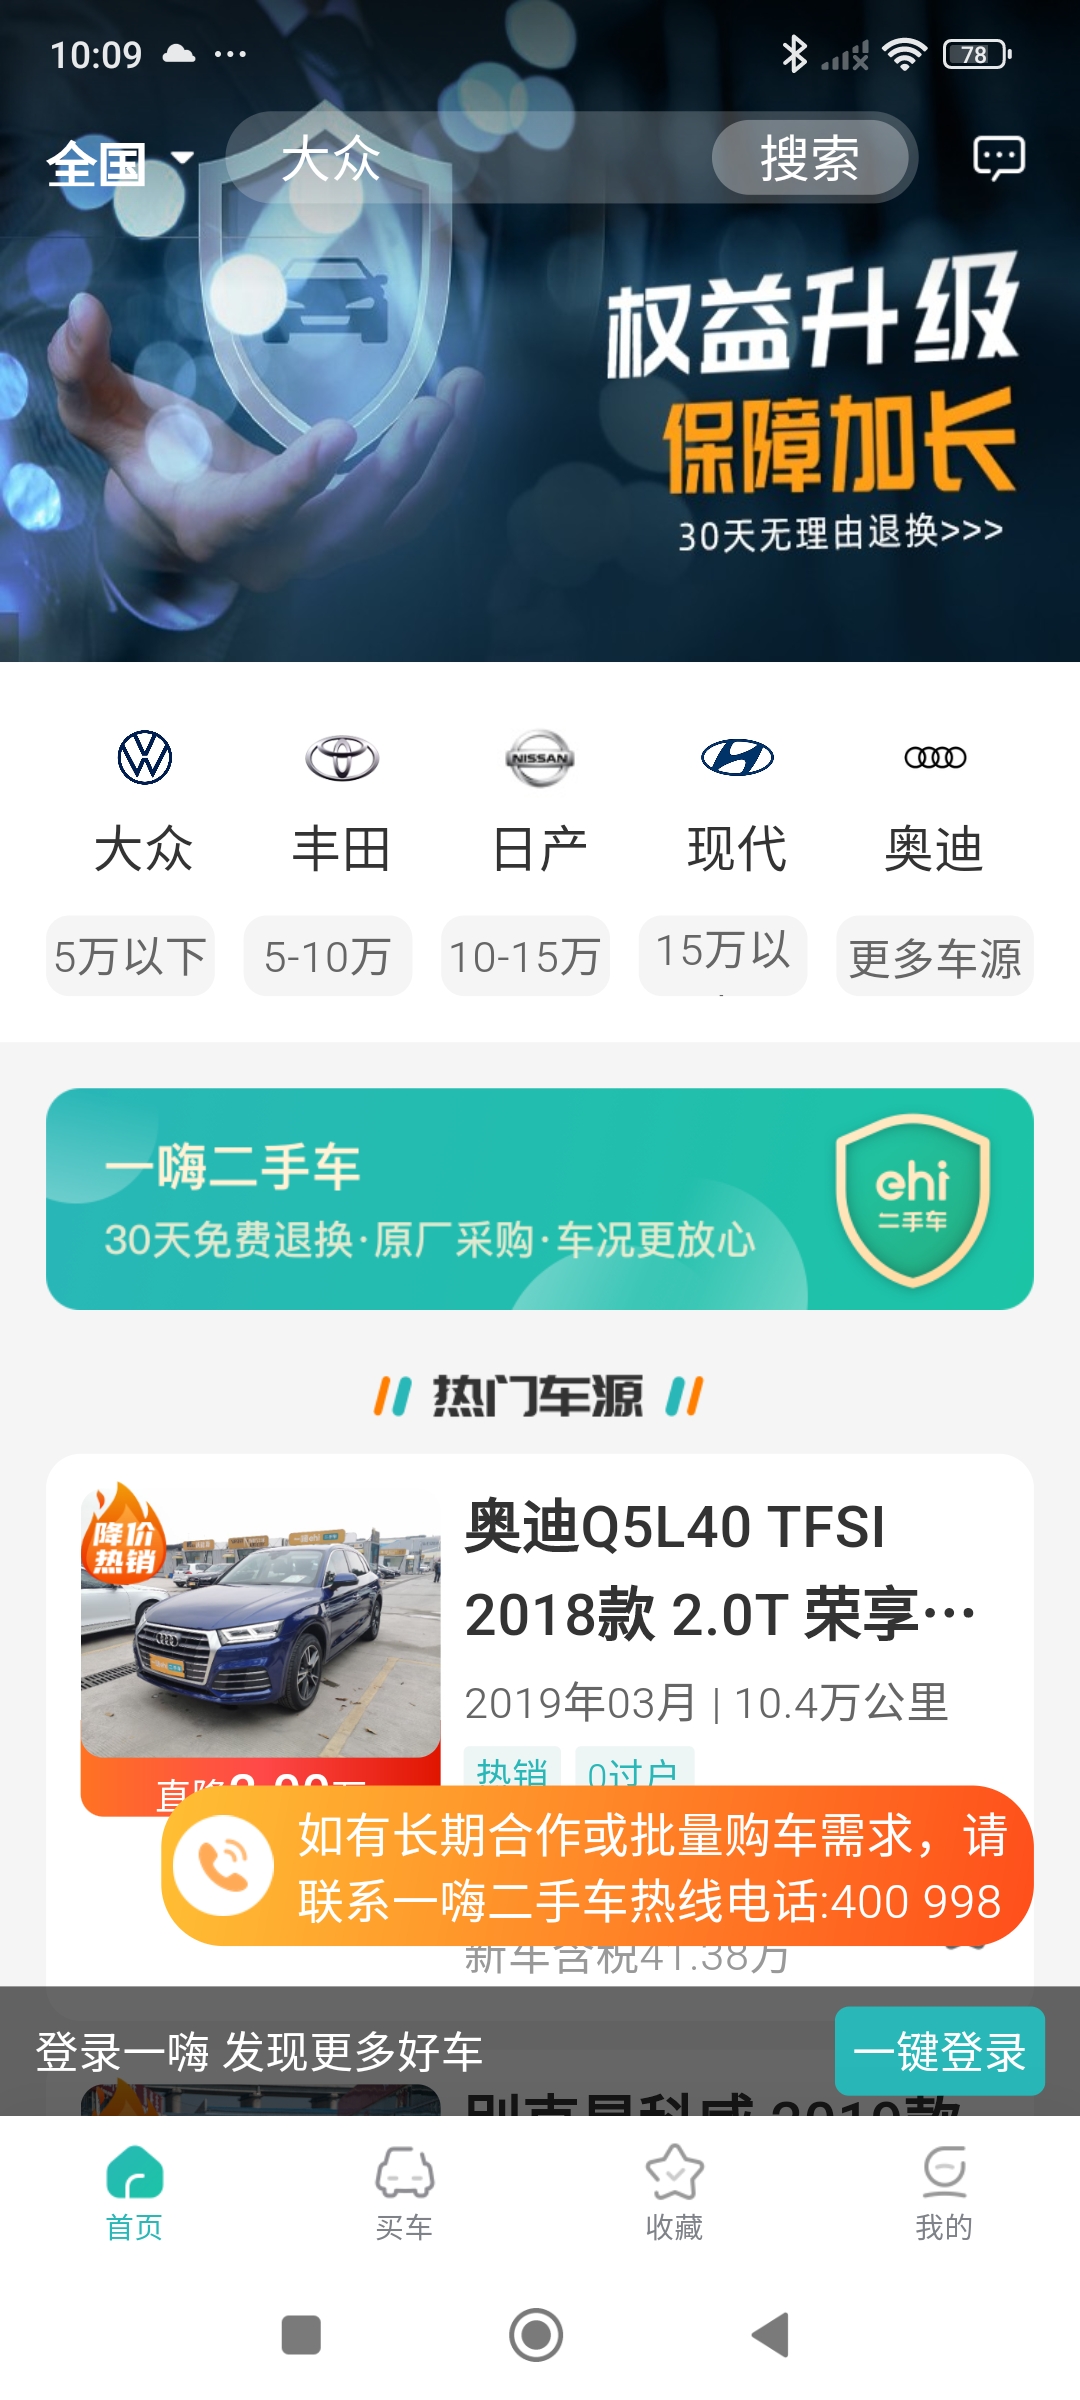 10:09
78
全国
大众
搜索
权益升级
保障加长
30天无理由退换>>>
NISSAN
大众
丰田
日产
现代
奥迪
5万以下
5-10万
10-15万
15万以
更多车源
一嗨二手车
30天免费退换·原厂采购·车况更放心
ehi
二手车
热门车源
降价
热销
奥迪Q5L40 TFSI
2018款 2.0T 荣享…
2019年03月 | 10.4万公里
热销
0过户
直降
如有长期合作或批量购车需求，请
联系一嗨二手车热线电话:400 998
新车含税41.38万
登录一嗨 发现更多好车
一键登录
首页
买车
收藏
我的